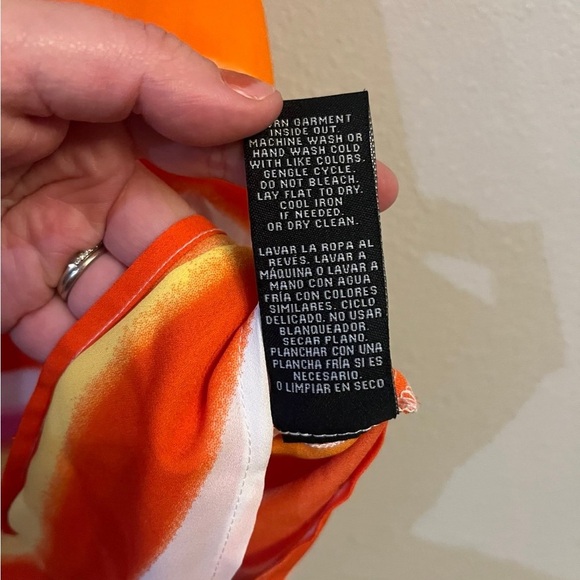 GARMENT
INSIDE OUT.
MACHINE WASH OR
HAND WASH COLD
WITH LIKE COLORS.
GENGLE CYCLE.
DO NOT BLEACH.
LAY FLAT TO DRY.
COOL IRON
IF NEEDED.
OR DRY CLEAN.
LAVAR LA ROPA AL
REVÉS. LAVAR A
MÁQUINA O LAVAR A
MANO CON AGUA
FRÍA CON COLORES
SIMILARES. CICLO
DELICADO. NO USAR
BLANQUEADOR.
SECAR PLANO.
PLANCHAR CON UNA
PLANCHA FRÍA SI ES
NECESARIO.
O LIMPIAR EN SECO